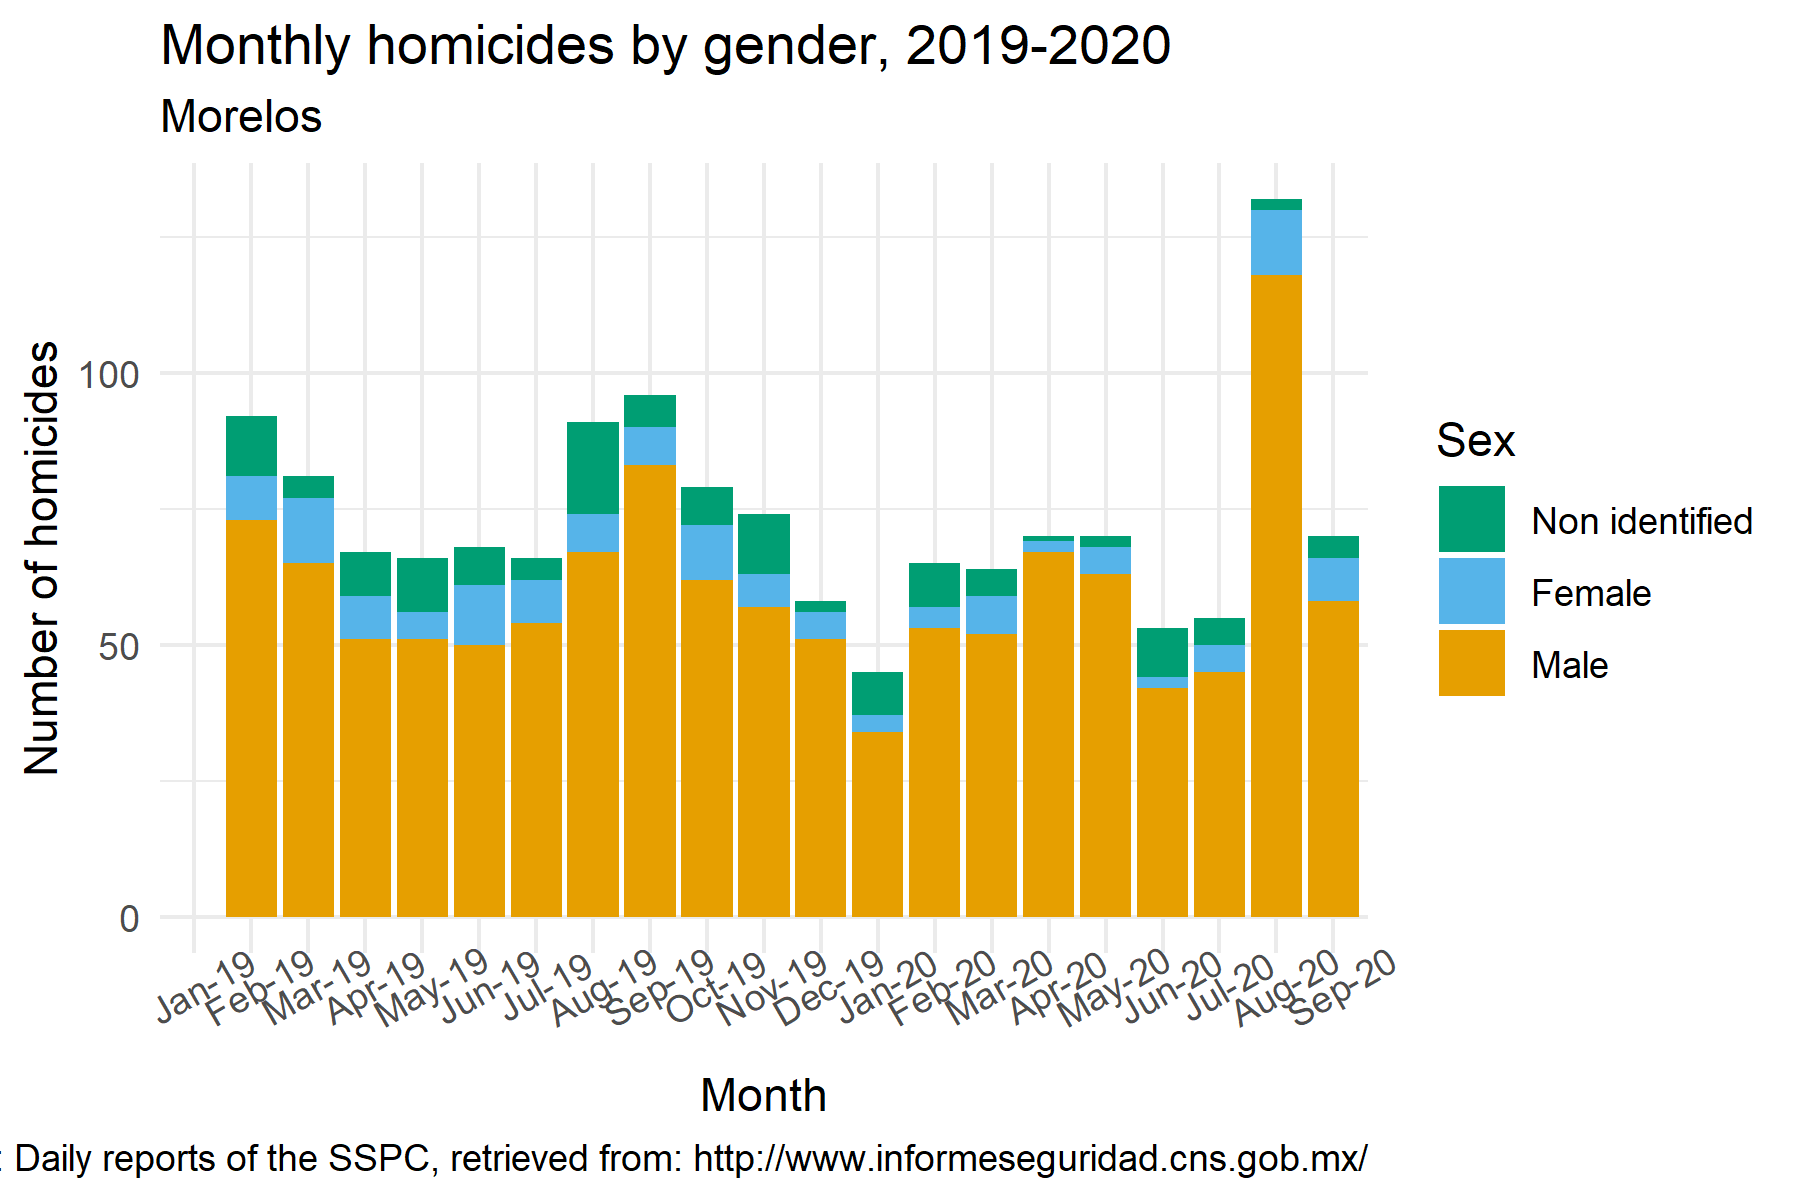 Monthly homicides by gender, 2019-2020
Morelos
Number of homicides
100
50
0
Jan-19
Feb-19
Mar-19
Apr-19
May-19
Jun-19
Jul-19
Aug-19
Sep-19
Oct-19
Nov-19
Dec-19
Jan-20
Feb-20
Mar-20
Apr-20
May-20
Jun-20
Jul-20
Aug-20
Sep-20
Month
Sex
Non identified
Female
Male
: Daily reports of the SSPC, retrieved from: http://www.informeseguridad.cns.gob.mx/